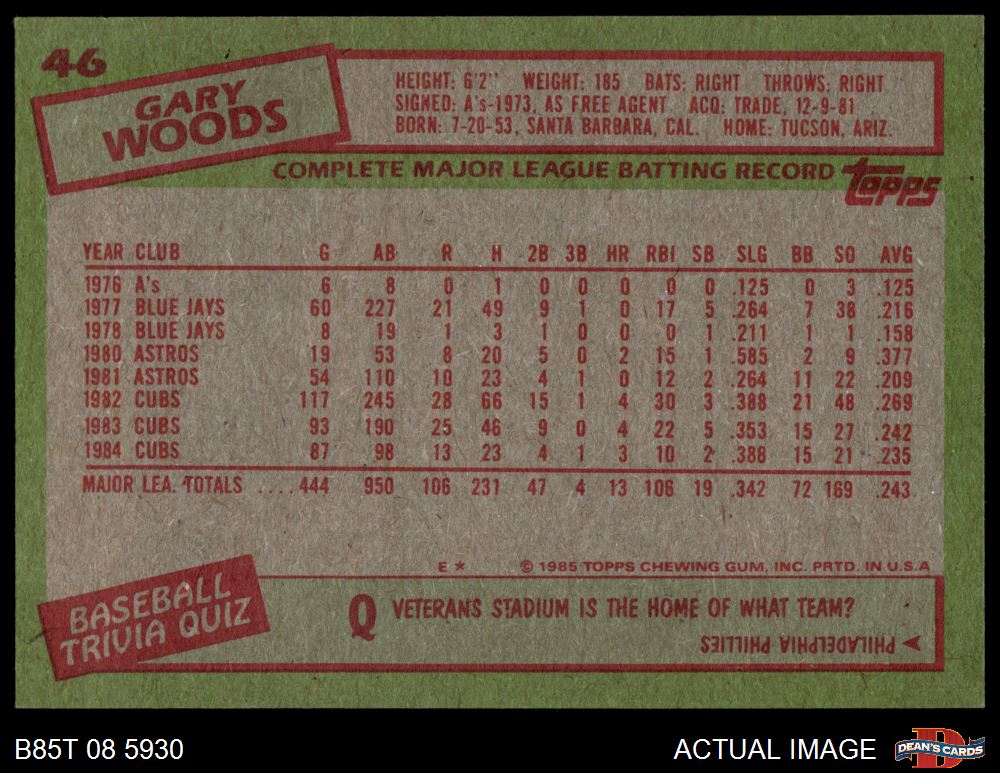 46
GARY
WOODS
HEIGHT: 6'2" WEIGHT: 185 BATS: RIGHT THROWS: RIGHT
SIGNED: A's-1973, AS FREE AGENT ACQ: TRADE, 12-9-81
BORN: 7-20-53, SANTA BARBARA, CAL. HOME: TUCSON, ARIZ.
COMPLETE MAJOR LEAGUE BATTING RECORD
topps
YEAR CLUB G AB R H 2B 3B HR RBI SB SLG BB SO AVG
1976 A's 6 8 0 1 0 0 0 0 0 .125 0 3 .125
1977 BLUE JAYS 60 227 21 49 9 1 0 17 5 .264 7 38 .216
1978 BLUE JAYS 8 19 1 3 1 0 0 0 1 .211 1 1 .158
1980 ASTROS 19 53 8 20 5 0 2 15 1 .585 2 9 .377
1981 ASTROS 54 110 10 23 4 1 0 12 2 .264 11 22 .209
1982 CUBS 117 245 28 66 15 1 4 30 3 .388 21 48 .269
1983 CUBS 93 190 25 46 9 0 4 22 5 .353 15 27 .242
1984 CUBS 87 98 13 23 4 1 3 10 2 .388 15 21 .235
MAJOR LEA. TOTALS ....444 950 106 231 47 4 13 106 19 .342 72 169 .243
E * © 1985 TOPPS CHEWING GUM, INC. PRTD. IN U.S.A
BASEBALL
TRIVIA QUIZ
Q VETERANS STADIUM IS THE HOME OF WHAT TEAM?
PHILADELPHIA PHILLIES
B85T 08 5930
ACTUAL IMAGE
DEAN'S CARDS